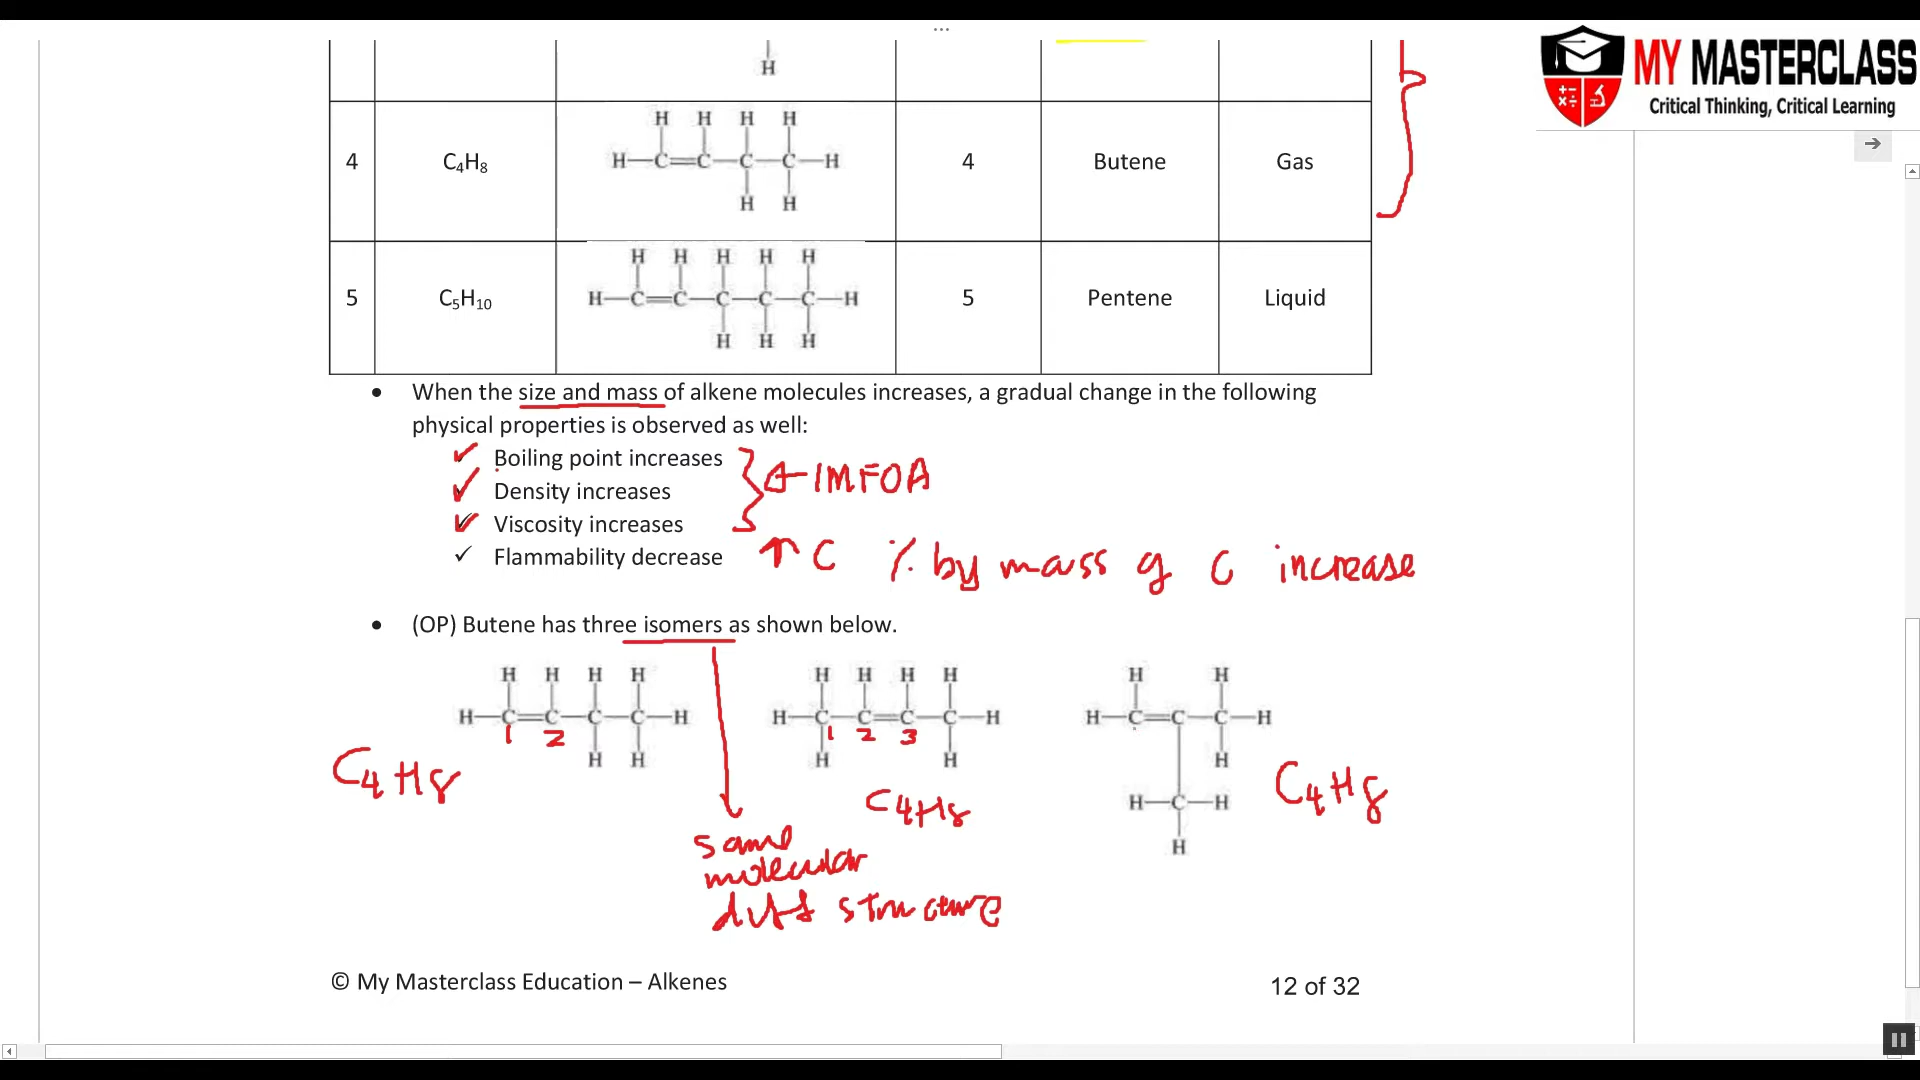 ...
MY MASTERCLASS
Critical Thinking, Critical Learning
H
4 C₄H₈ 4 Butene Gas
H H H H
H—C=C—C—C—H
H H
5 C₅H₁₀ 5 Pentene Liquid
H H H H H
H—C=C—C—C—C—H
H H H
• When the size and mass of alkene molecules increases, a gradual change in the following
physical properties is observed as well:
✓ Boiling point increases
✓ Density increases
✓ Viscosity increases
✓ Flammability decrease
IMFOA
↑ C % by mass of C increase
• (OP) Butene has three isomers as shown below.
H H H H
H—C=C—C—C—H
1 2
H H
C₄H₈
H H H H
H—C—C=C—C—H
1 2 3
H H
C₄H₈
H H
H—C=C—C—H
H
H—C—H
H
C₄H₈
same
molecular
diff structure
© My Masterclass Education – Alkenes
12 of 32